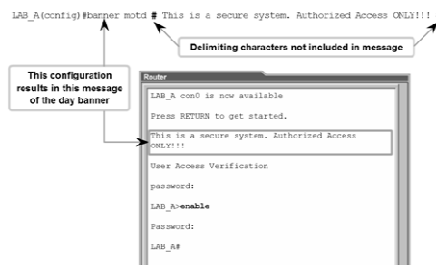 LAB_A(config)#banner motd # This is a secure system. Authorized Access ONLY!!!
Delimiting characters not included in message
This configuration
results in this message
of the day banner
Router
LAB_A con0 is now available
Press RETURN to get started.
This is a secure system. Authorized Access
ONLY!!!
User Access Verification
password:
LAB_A>enable
Password:
LAB_A#